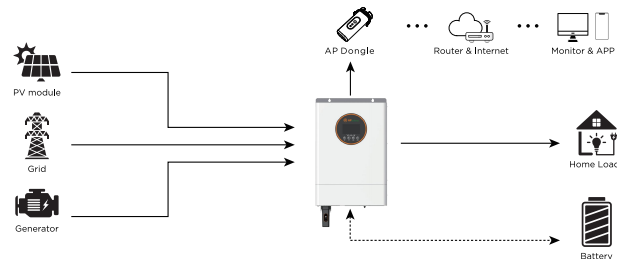 AP Dongle
Router & Internet
Monitor & APP
PV module
Grid
Generator
Home Load
Battery